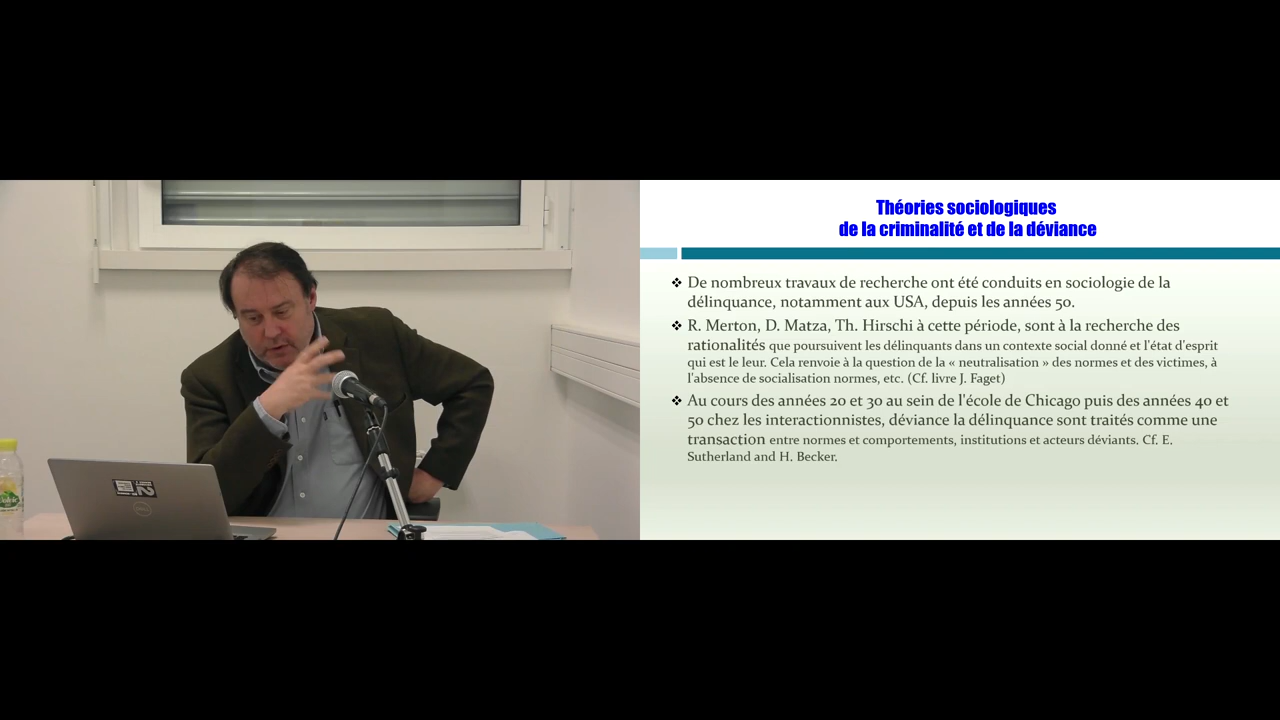 Théories sociologiques
de la criminalité et de la déviance
❖ De nombreux travaux de recherche ont été conduits en sociologie de la
délinquance, notamment aux USA, depuis les années 50.
❖ R. Merton, D. Matza, Th. Hirschi à cette période, sont à la recherche des
rationalités que poursuivent les délinquants dans un contexte social donné et l'état d'esprit
qui est le leur. Cela renvoie à la question de la « neutralisation » des normes et des victimes, à
l'absence de socialisation normes, etc. (Cf. livre J. Faget)
❖ Au cours des années 20 et 30 au sein de l'école de Chicago puis des années 40 et
50 chez les interactionnistes, déviance la délinquance sont traités comme une
transaction entre normes et comportements, institutions et acteurs déviants. Cf. E.
Sutherland and H. Becker.
DELL